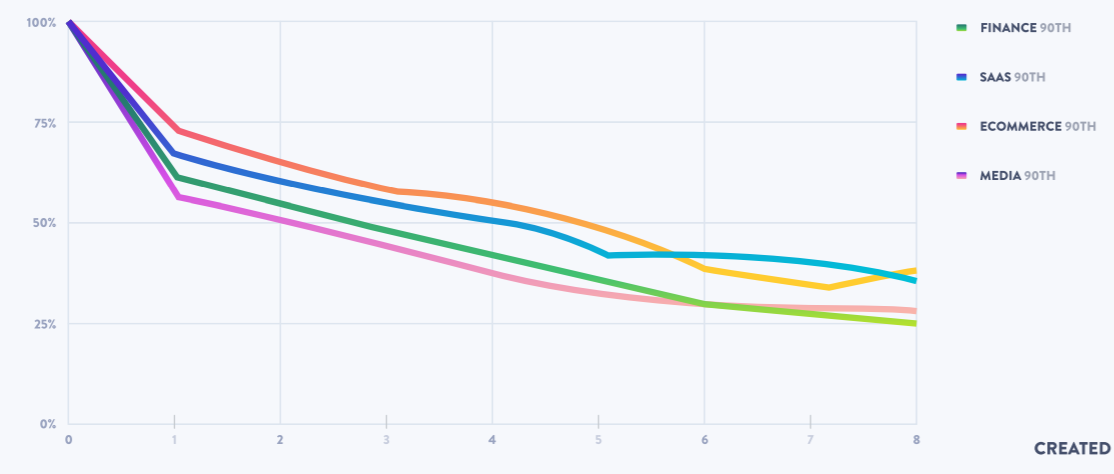 100%
75%
50%
25%
0%
0 1 2 3 4 5 6 7 8
FINANCE 90TH
SAAS 90TH
ECOMMERCE 90TH
MEDIA 90TH
CREATED